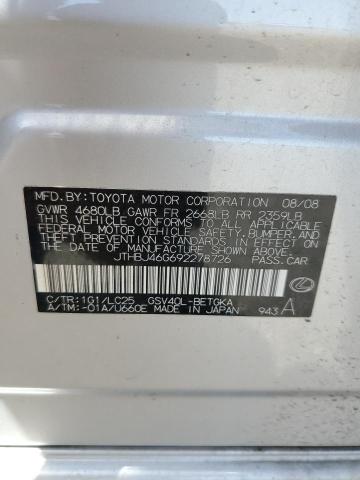 MFD. BY: TOYOTA MOTOR CORPORATION 08/08
GVWR 4680LB GAWR FR 2668LB RR 2359LB
THIS VEHICLE CONFORMS TO ALL APPLICABLE
FEDERAL MOTOR VEHICLE SAFETY, BUMPER, AND
THEFT PREVENTION STANDARDS IN EFFECT ON
THE DATE OF MANUFACTURE SHOWN ABOVE.
JTHBJ46G692278726 PASS.CAR
C/TR: 1G1/LC25 GSV40L-BETGKA
A/TM: -01A/U660E MADE IN JAPAN 943 A